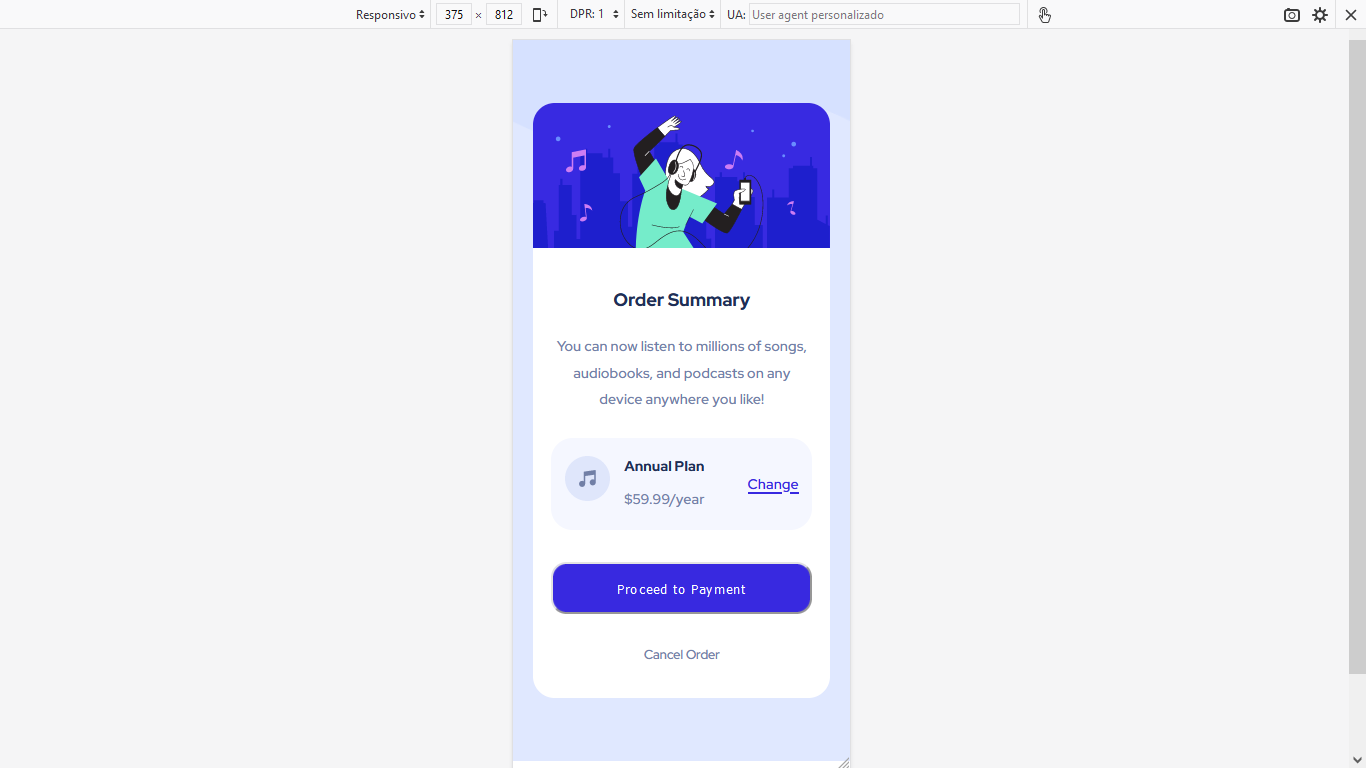 Responsivo 375 × 812 DPR: 1 Sem limitação UA: User agent personalizado
Order Summary
You can now listen to millions of songs,
audiobooks, and podcasts on any
device anywhere you like!
Annual Plan
$59.99/year
Change
Proceed to Payment
Cancel Order